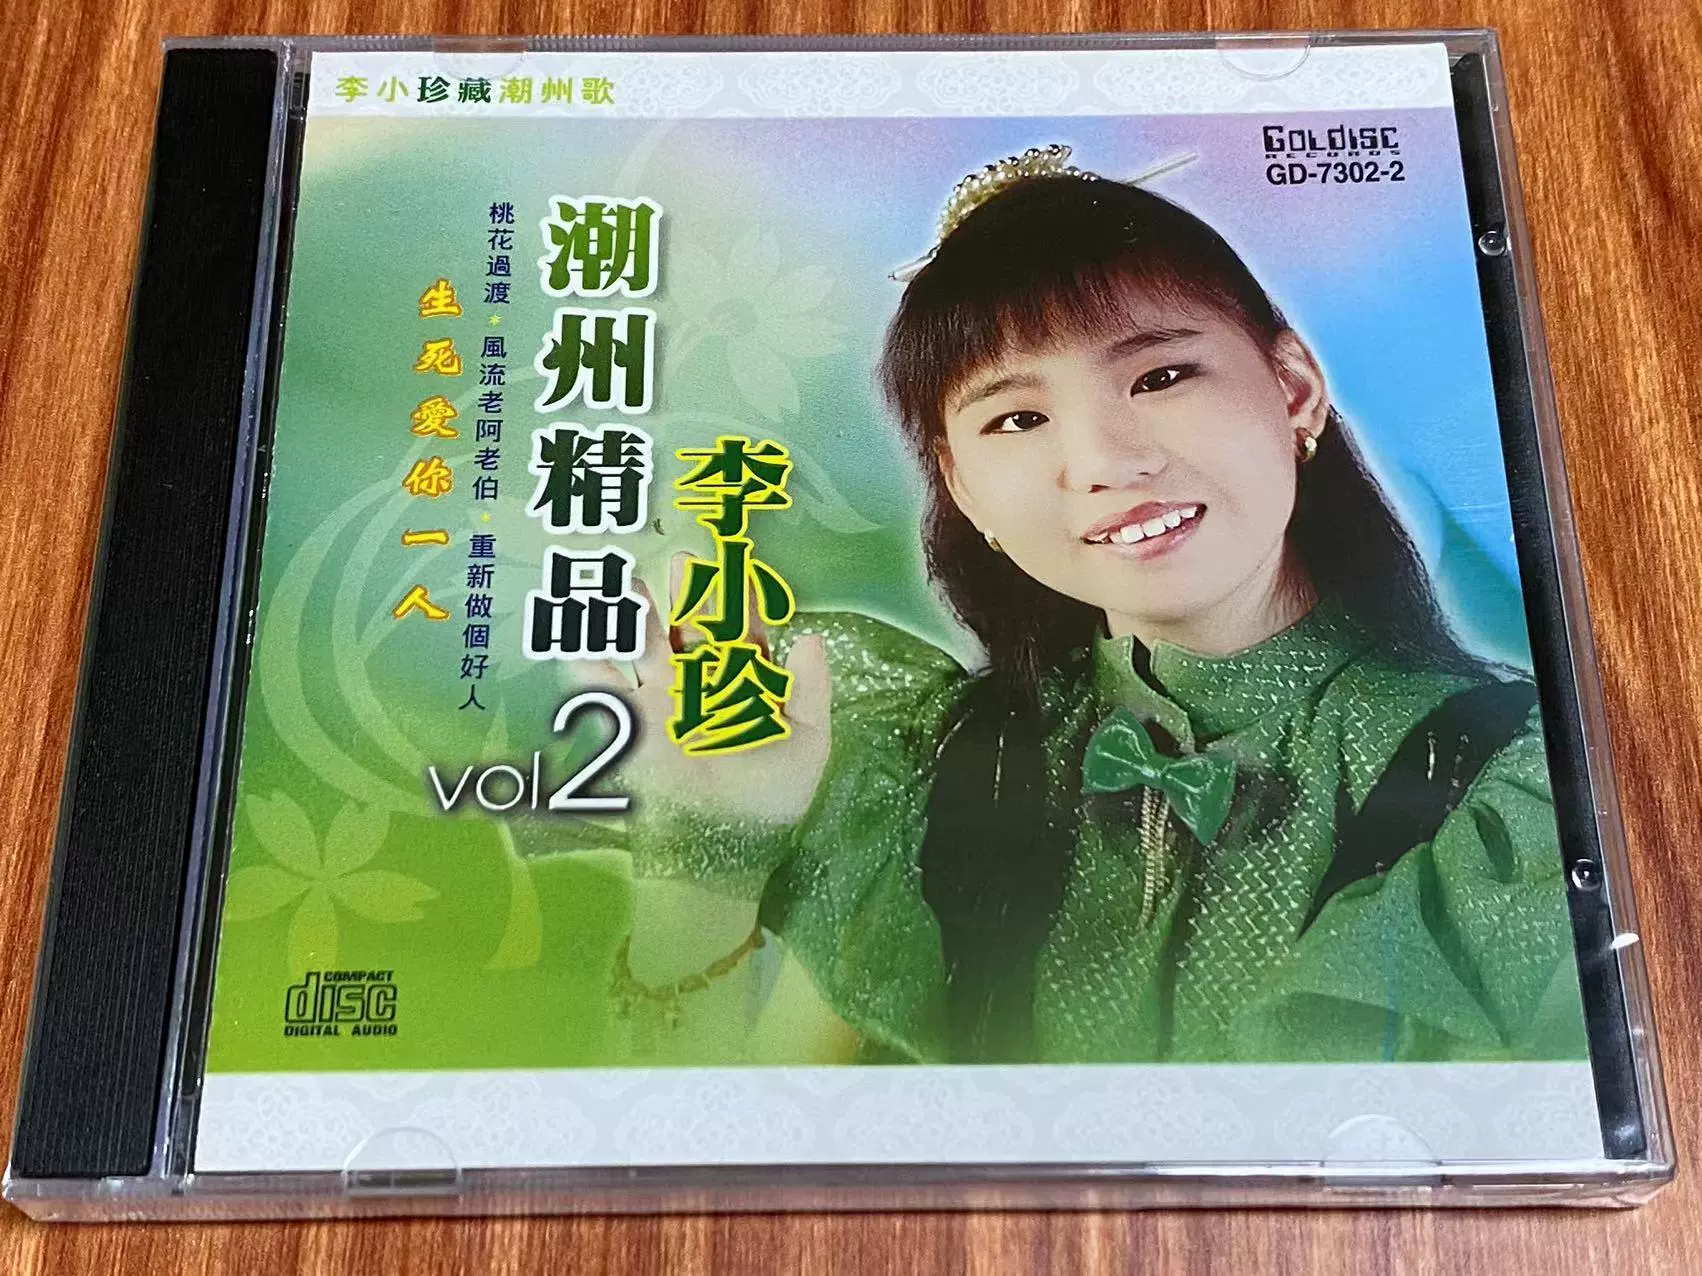 李小珍藏潮州歌
GOLDISC
RECORDS
GD-7302-2
潮州精品
vol 2
李小珍
桃花過渡*風流老阿老伯*重新做個好人
生死愛你一人
COMPACT
disc
DIGITAL AUDIO